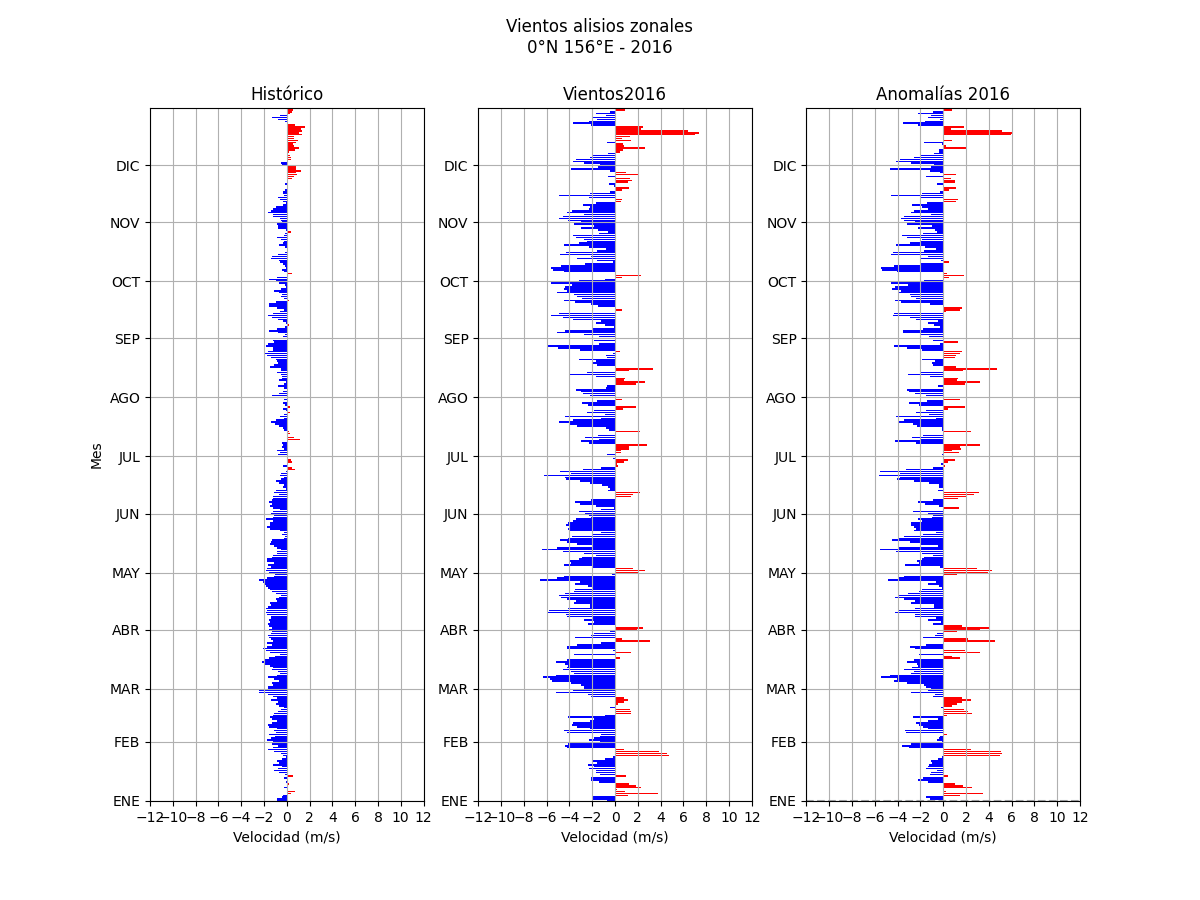 Vientos alisios zonales
0°N 156°E - 2016
Histórico
Vientos2016
Anomalías 2016
Mes
DIC
NOV
OCT
SEP
AGO
JUL
JUN
MAY
ABR
MAR
FEB
ENE
−12 −10 −8 −6 −4 −2 0 2 4 6 8 10 12
Velocidad (m/s)
DIC
NOV
OCT
SEP
AGO
JUL
JUN
MAY
ABR
MAR
FEB
ENE
−12 −10 −8 −6 −4 −2 0 2 4 6 8 10 12
Velocidad (m/s)
DIC
NOV
OCT
SEP
AGO
JUL
JUN
MAY
ABR
MAR
FEB
ENE
−12 −10 −8 −6 −4 −2 0 2 4 6 8 10 12
Velocidad (m/s)